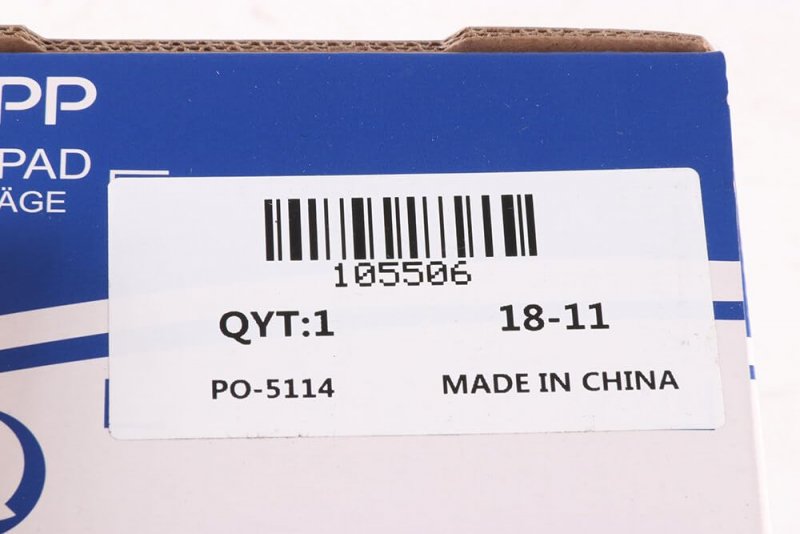 PP
PAD
ÄGE
105506
QYT:1 18-11
PO-5114 MADE IN CHINA